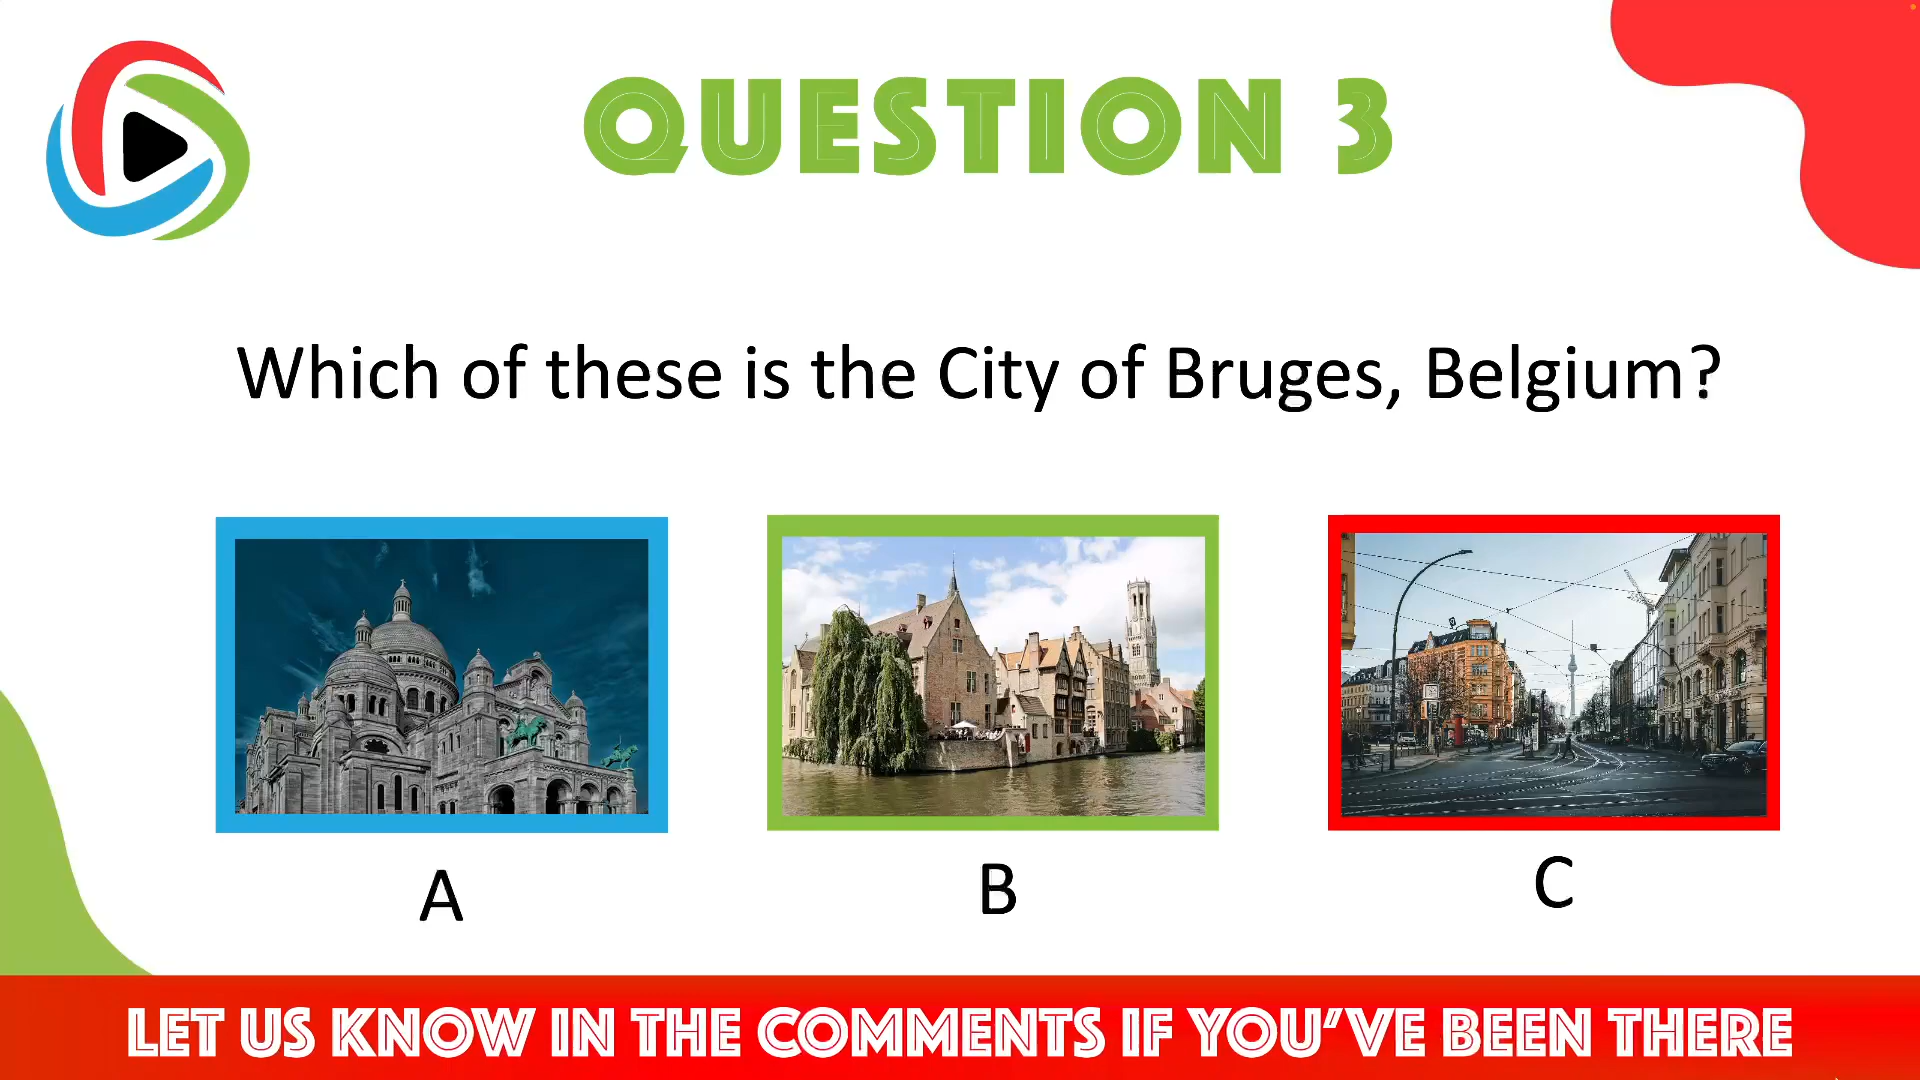 QUESTION 3
Which of these is the City of Bruges, Belgium?
A
B
C
LET US KNOW IN THE COMMENTS IF YOU'VE BEEN THERE